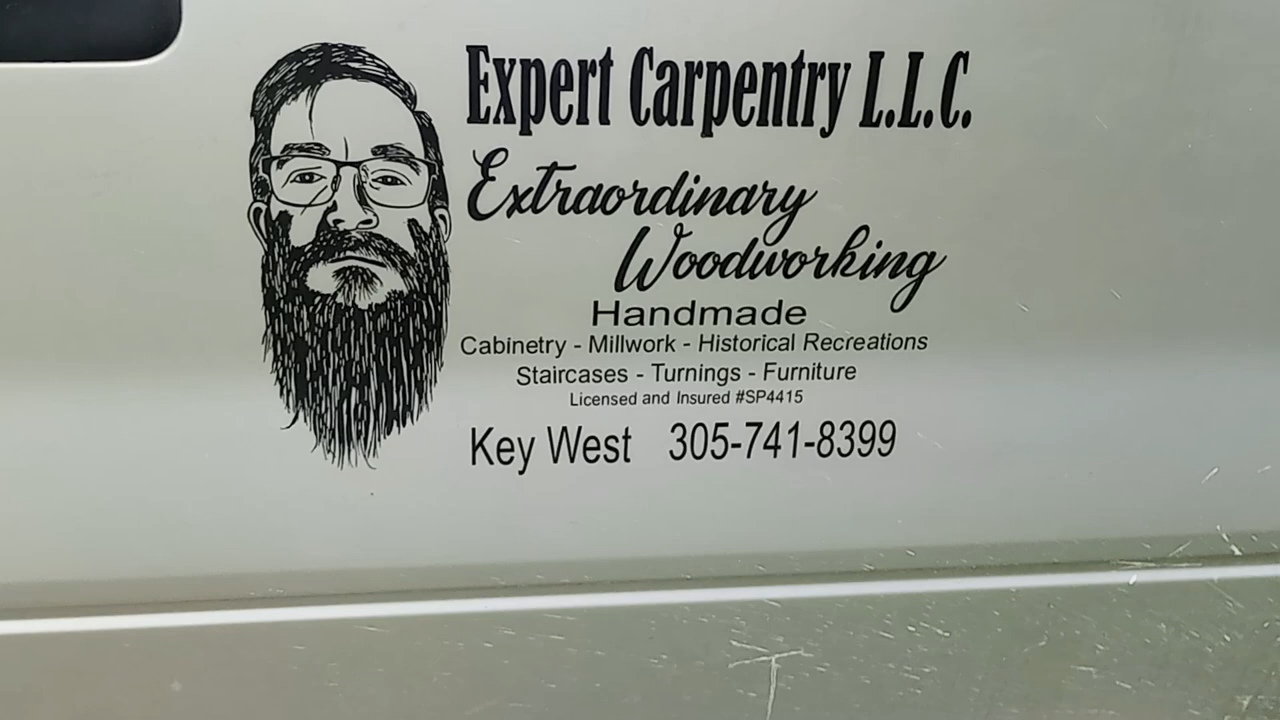 Expert Carpentry L.L.C.
Extraordinary
Woodworking
Handmade
Cabinetry - Millwork - Historical Recreations
Staircases - Turnings - Furniture
Licensed and Insured #SP4415
Key West 305-741-8399